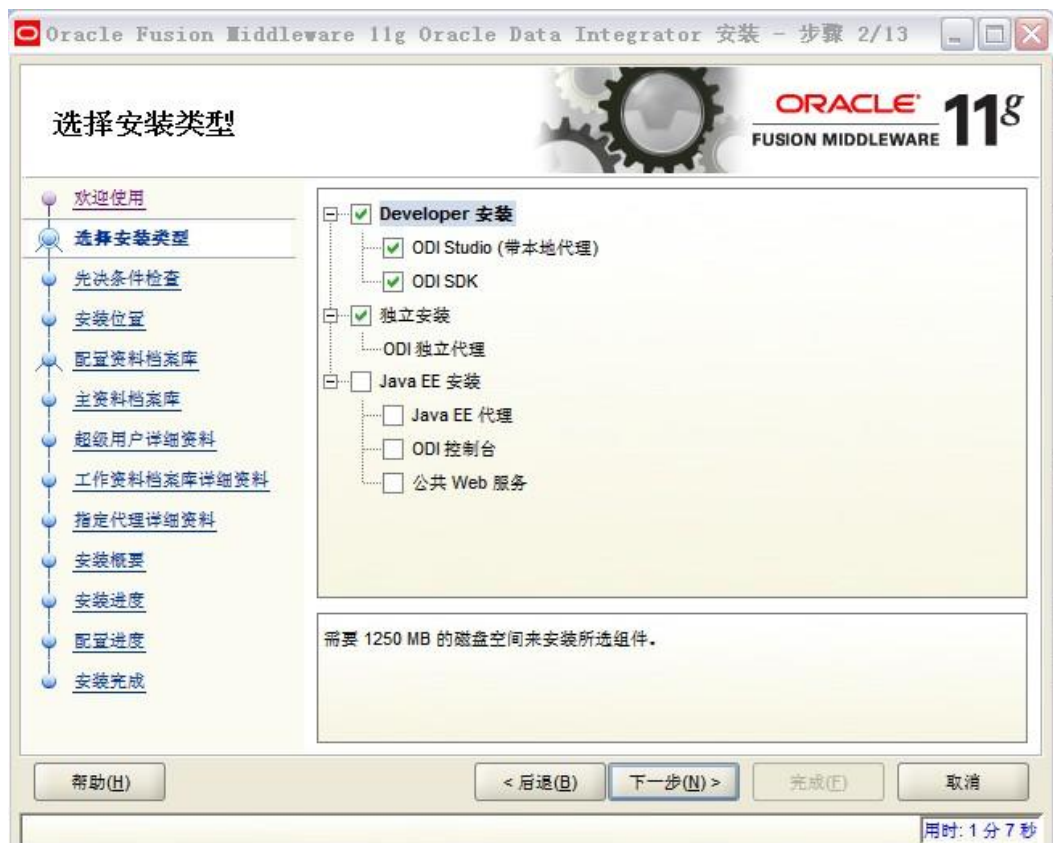 Oracle Fusion Middleware 11g Oracle Data Integrator 安装 - 步骤 2/13
选择安装类型
ORACLE
FUSION MIDDLEWARE
11g
欢迎使用
选择安装类型
先决条件检查
安装位置
配置资料档案库
主资料档案库
超级用户详细资料
工作资料档案库详细资料
指定代理详细资料
安装概要
安装进度
配置进度
安装完成
Developer 安装
ODI Studio (带本地代理)
ODI SDK
独立安装
ODI 独立代理
Java EE 安装
Java EE 代理
ODI 控制台
公共 Web 服务
需要 1250 MB 的磁盘空间来安装所选组件。
帮助(H)
< 后退(B)
下一步(N) >
完成(F)
取消
用时: 1 分 7 秒